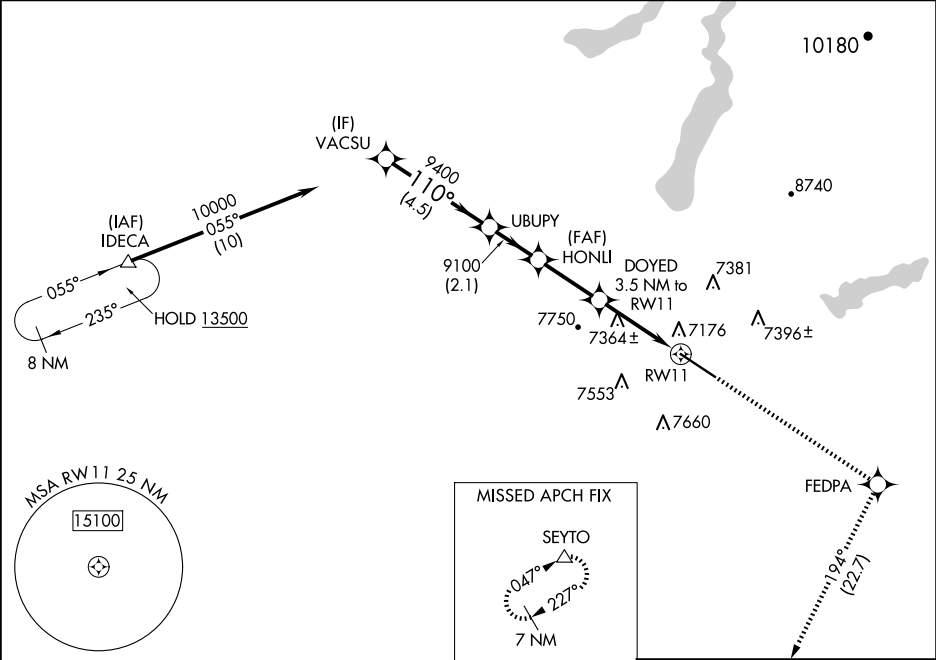 10180
(IF)
VACSU
9400
110°
(4.5)
8740
10000
055°
(10)
(IAF)
IDECA
UBUPY
(FAF)
HONLI
9100
(2.1)
DOYED
3.5 NM to
RW11
7381
055°
235°
HOLD 13500
8 NM
7750
7364±
7176
7396±
RW11
7553
7660
MSA RW11 25 NM
15100
FEDPA
MISSED APCH FIX
SEYTO
047°
227°
7 NM
194°
(22.7)